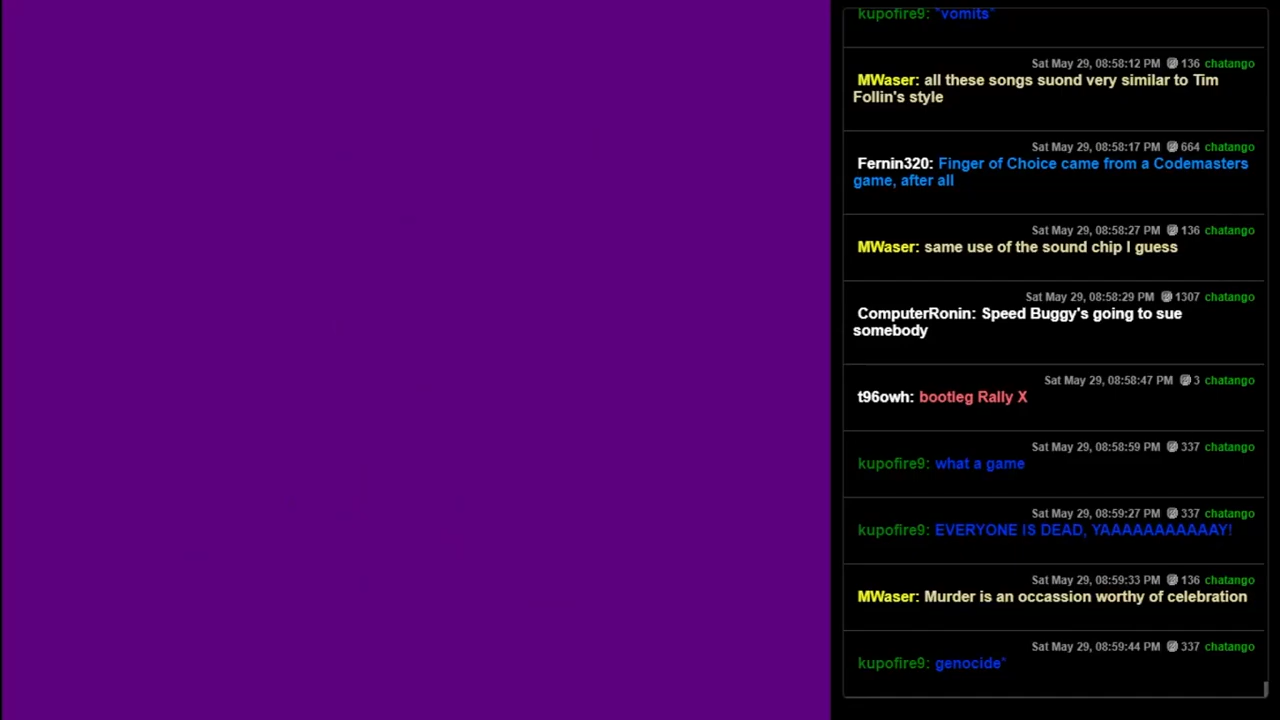 kupofire9: *vomits*
Sat May 29, 08:58:12 PM 136 chatango
MWaser: all these songs suond very similar to Tim
Follin's style
Sat May 29, 08:58:17 PM 664 chatango
Fernin320: Finger of Choice came from a Codemasters
game, after all
Sat May 29, 08:58:27 PM 136 chatango
MWaser: same use of the sound chip I guess
Sat May 29, 08:58:29 PM 1307 chatango
ComputerRonin: Speed Buggy's going to sue
somebody
Sat May 29, 08:58:47 PM 3 chatango
t96owh: bootleg Rally X
Sat May 29, 08:58:59 PM 337 chatango
kupofire9: what a game
Sat May 29, 08:59:27 PM 337 chatango
kupofire9: EVERYONE IS DEAD, YAAAAAAAAAAAY!
Sat May 29, 08:59:33 PM 136 chatango
MWaser: Murder is an occassion worthy of celebration
Sat May 29, 08:59:44 PM 337 chatango
kupofire9: genocide*